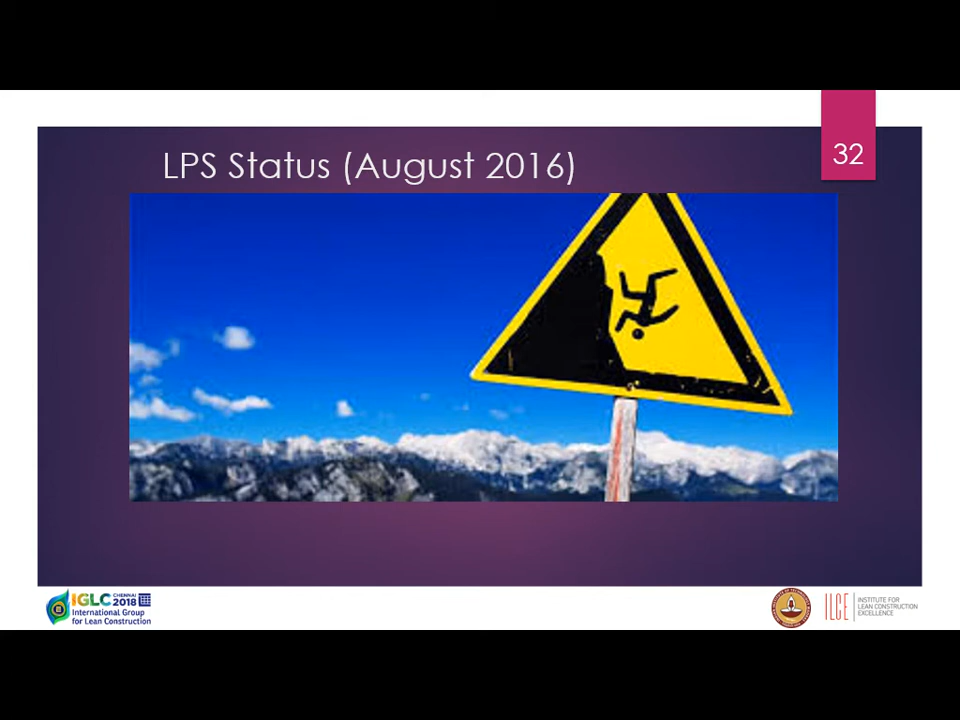 32
LPS Status (August 2016)
IGLC CHENNAI 2018
International Group
for Lean Construction
ILCE
INSTITUTE FOR
LEAN CONSTRUCTION
EXCELLENCE